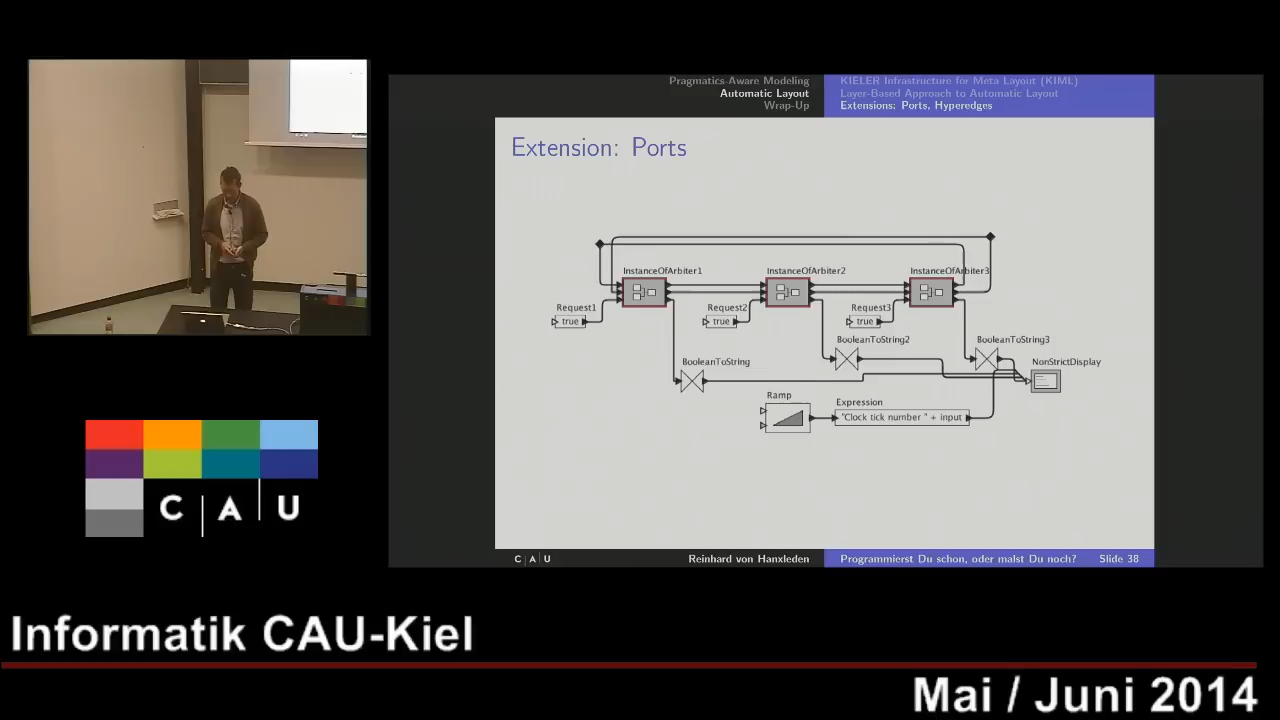 Pragmatics-Aware Modeling
Automatic Layout
Wrap-Up
KIELER Infrastructure for Meta Layout (KIML)
Layer-Based Approach to Automatic Layout
Extensions: Ports, Hyperedges
Extension: Ports
InstanceOfArbiter1
InstanceOfArbiter2
InstanceOfArbiter3
Request1
Request2
Request3
true
true
true
BooleanToString2
BooleanToString3
BooleanToString
NonStrictDisplay
Ramp
Expression
"Clock tick number " + input
C A U
Reinhard von Hanxleden
Programmierst Du schon, oder malst Du noch?
Slide 38
C A U
Informatik CAU-Kiel
Mai / Juni 2014